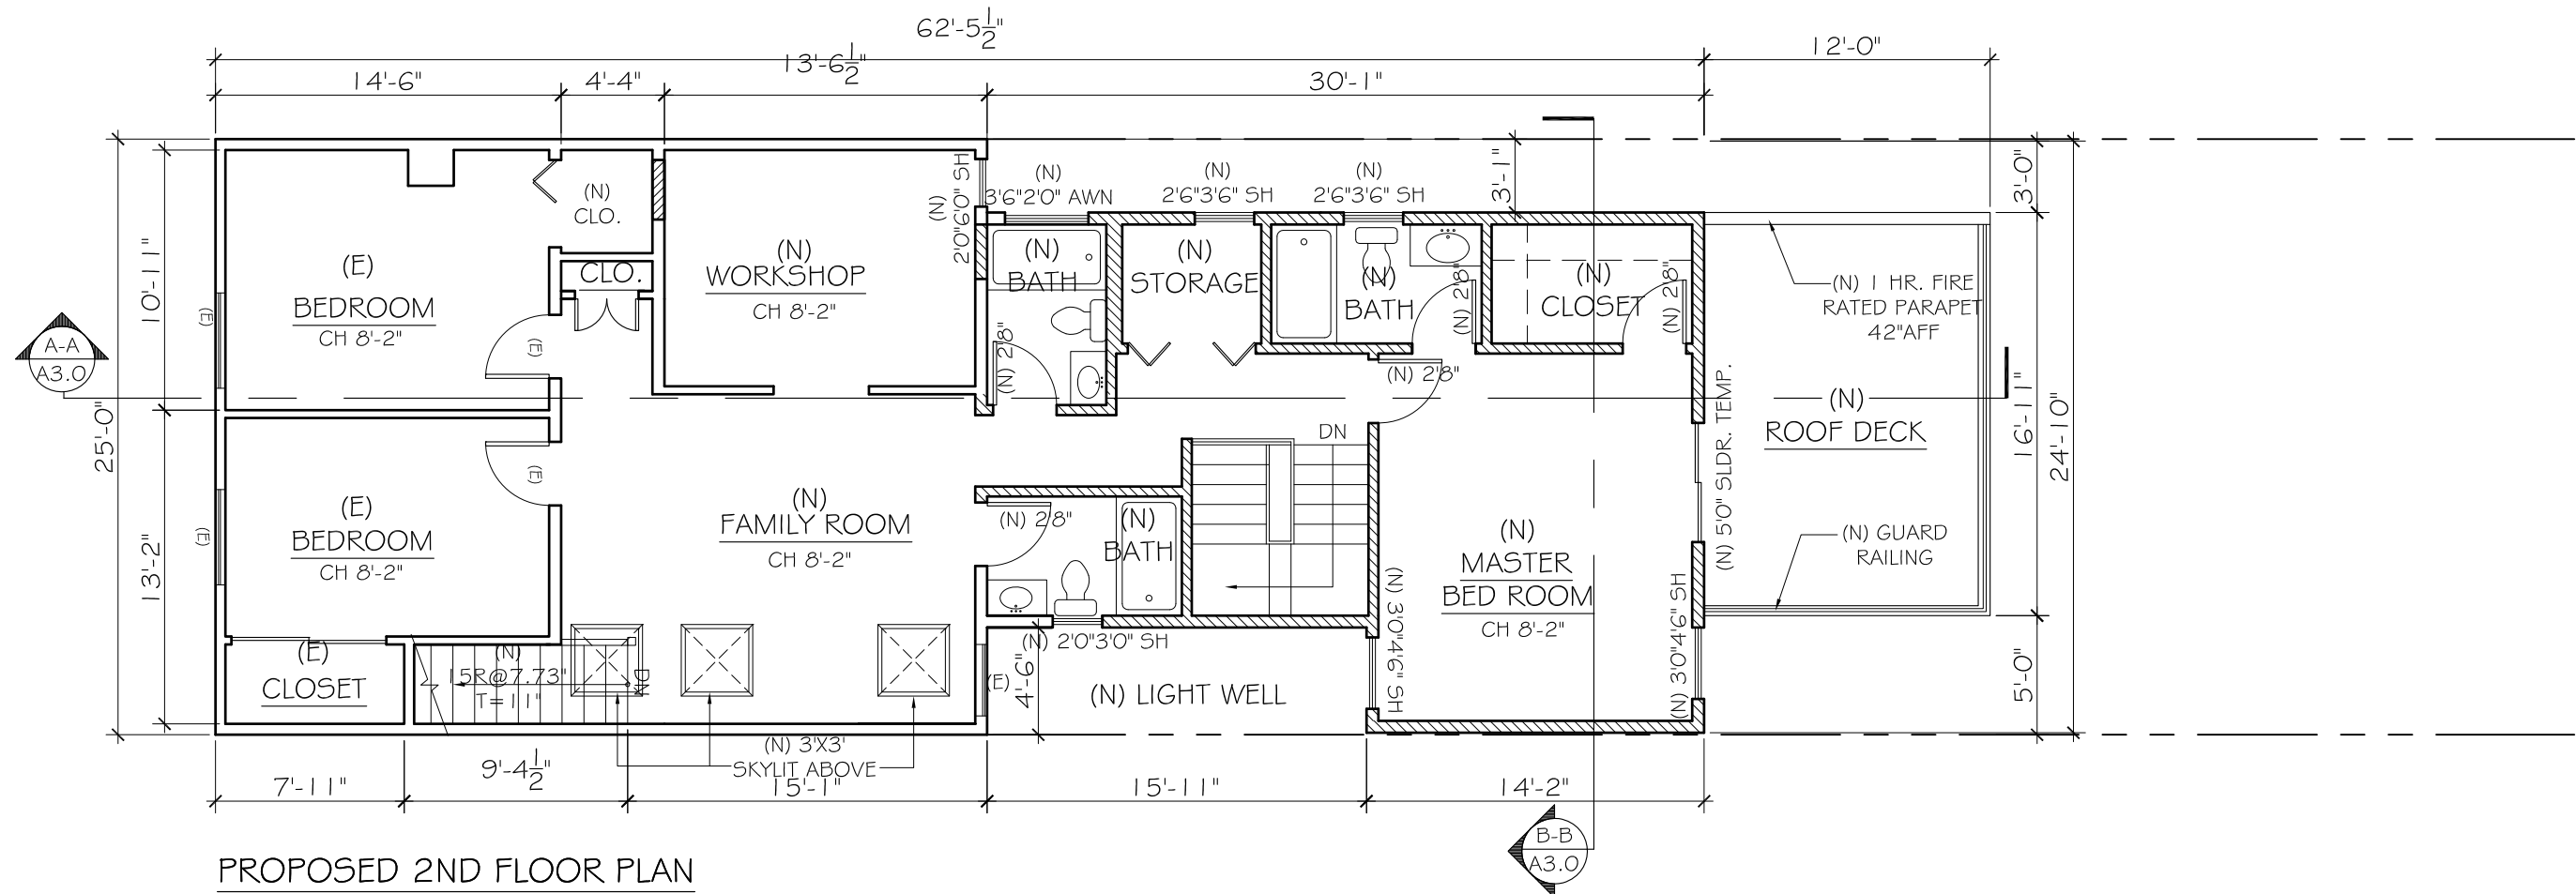 62'-5 1/2"
13'-6 1/2"
12'-0"
14'-6"
4'-4"
30'-1"
(N)
CLO.
(N)
2'0"6'0" SH
(N)
3'6"2'0" AWN
(N)
2'6"3'6" SH
(N)
2'6"3'6" SH
3'-1"
3'-0"
(E)
BEDROOM
CH 8'-2"
CLO.
(N)
WORKSHOP
CH 8'-2"
(N)
BATH
(N)
STORAGE
(N)
BATH
(N) 2'8"
(N)
CLOSET
(N) 2'8"
(N) 1 HR. FIRE
RATED PARAPET
42"AFF
10'-11"
(E)
(E)
A-A
A3.0
(N) 2'8"
(N) 2'8"
25'-0"
(N) 5'0" SLDR. TEMP.
(N)
ROOF DECK
16'-11"
24'-10"
DN
(E)
(E)
BEDROOM
CH 8'-2"
(E)
(N)
FAMILY ROOM
CH 8'-2"
(N) 2'8"
(N)
BATH
(N)
MASTER
BED ROOM
CH 8'-2"
(N) GUARD
RAILING
13'-2"
(N) 3'0"4'6" SH
(N) 3'0"4'6" SH
(N) 2'0"3'0" SH
(E)
CLOSET
(N)
15R@7.73"
T=11"
DN
(E)
4'-6"
(N) LIGHT WELL
5'-0"
(N) 3'X3'
SKYLIT ABOVE
7'-11"
9'-4 1/2"
15'-1"
15'-11"
14'-2"
B-B
A3.0
PROPOSED 2ND FLOOR PLAN